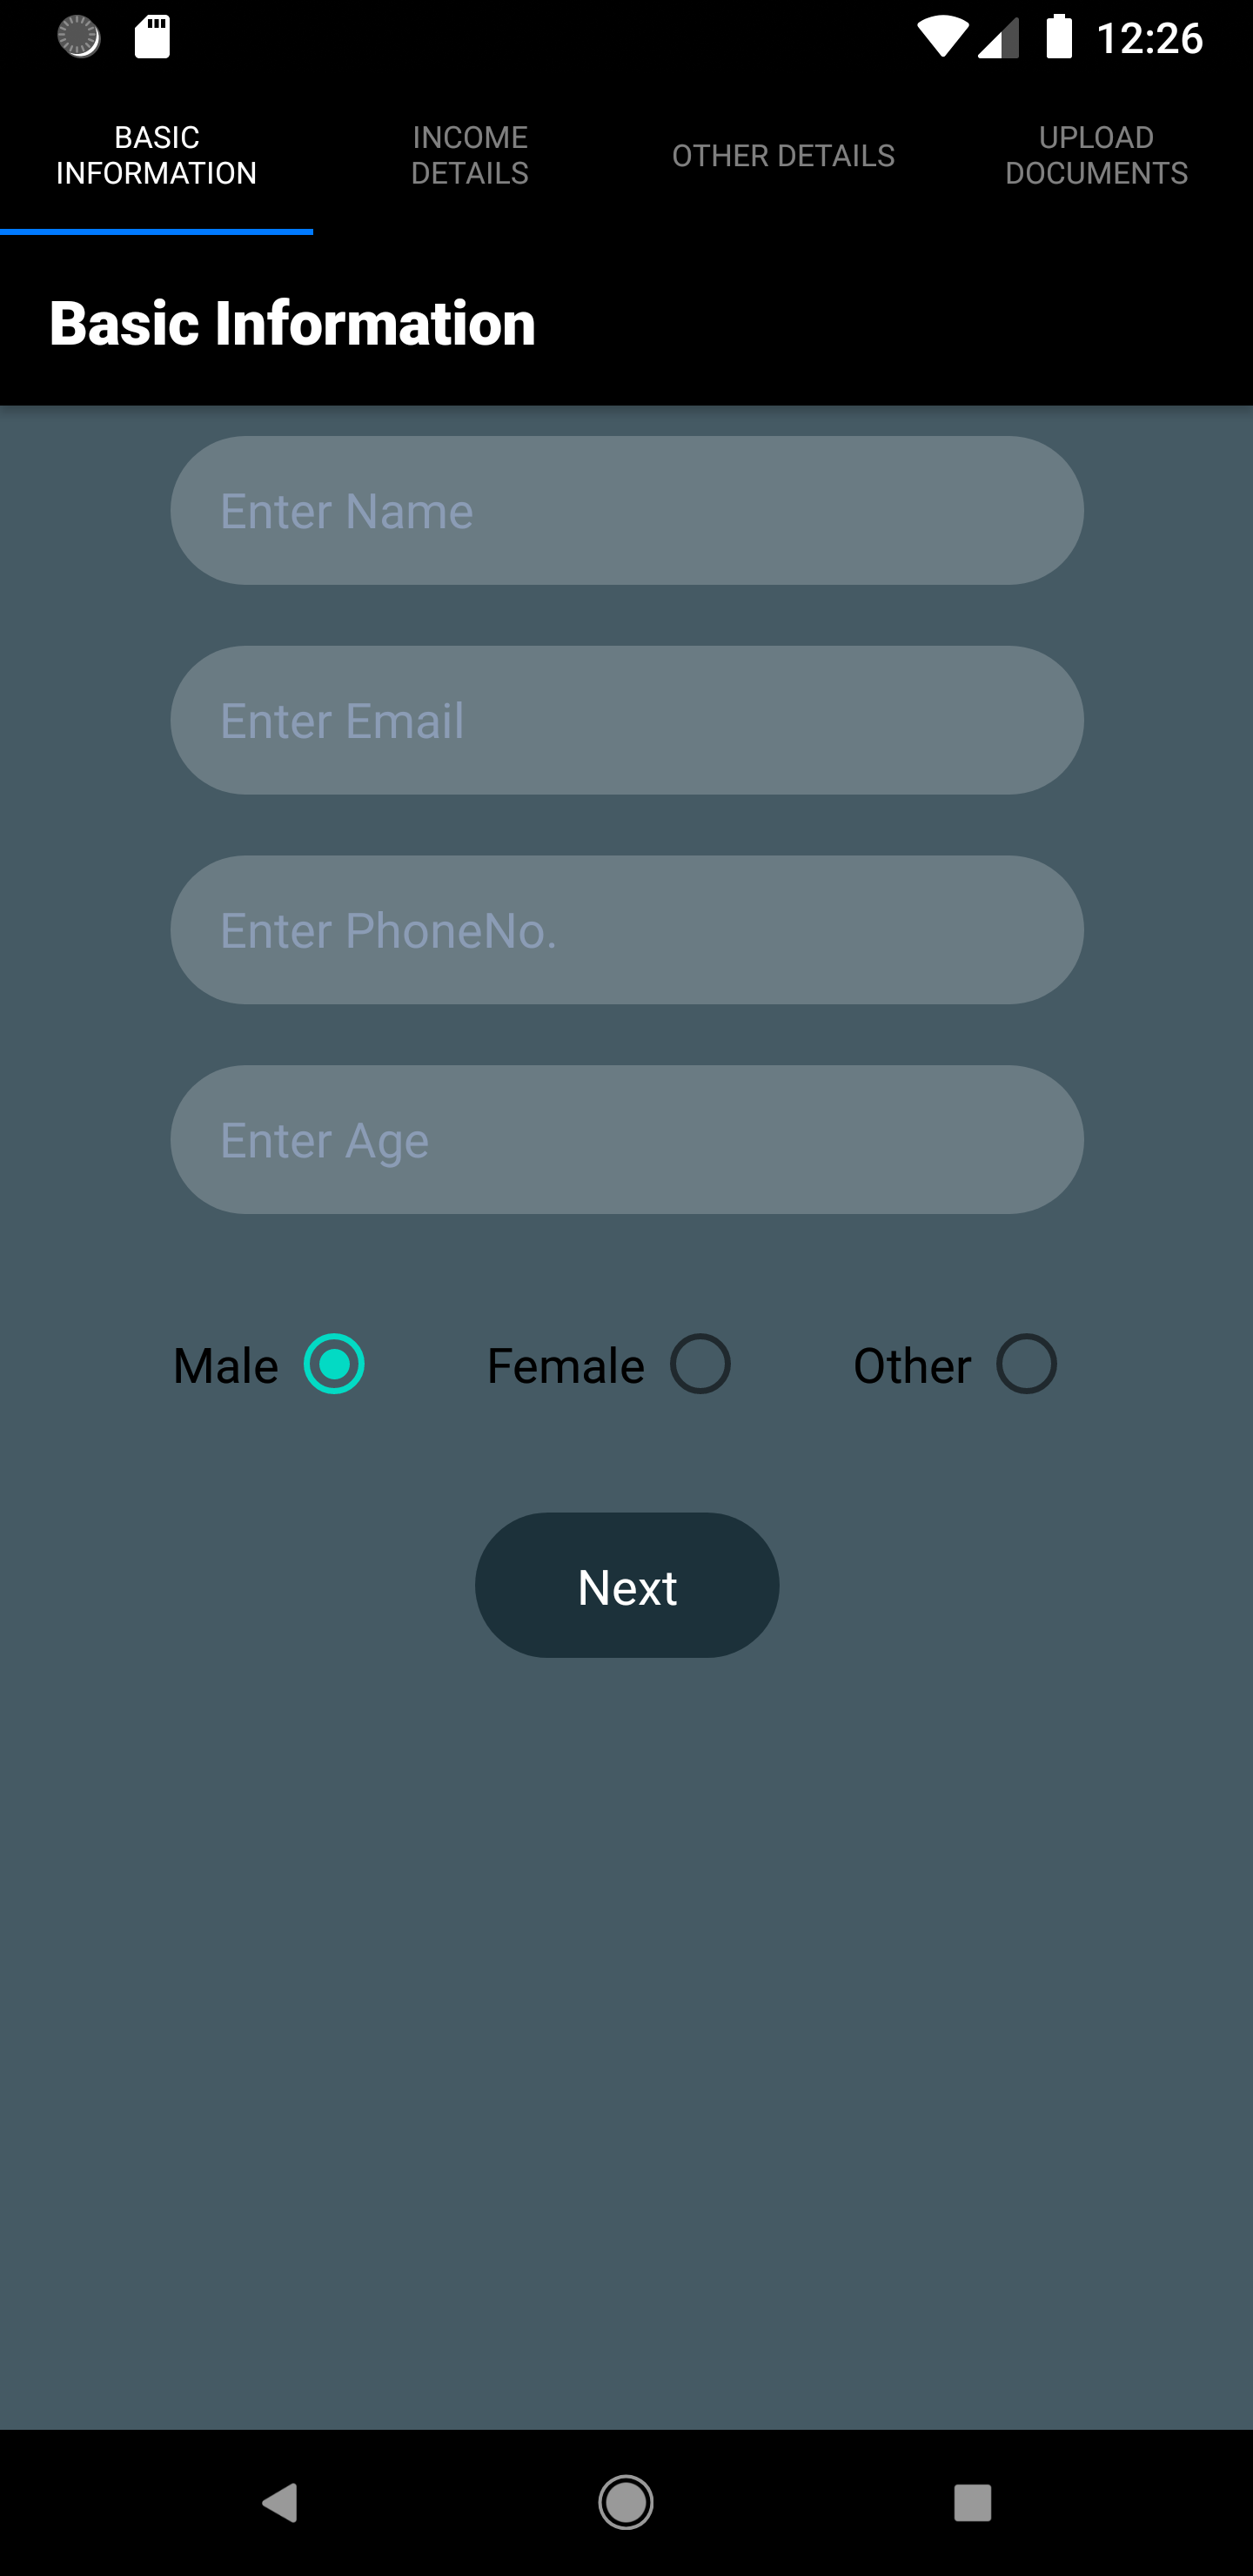 12:26
BASIC
INFORMATION
INCOME
DETAILS
OTHER DETAILS
UPLOAD
DOCUMENTS
Basic Information
Enter Name
Enter Email
Enter PhoneNo.
Enter Age
Male Female Other
Next